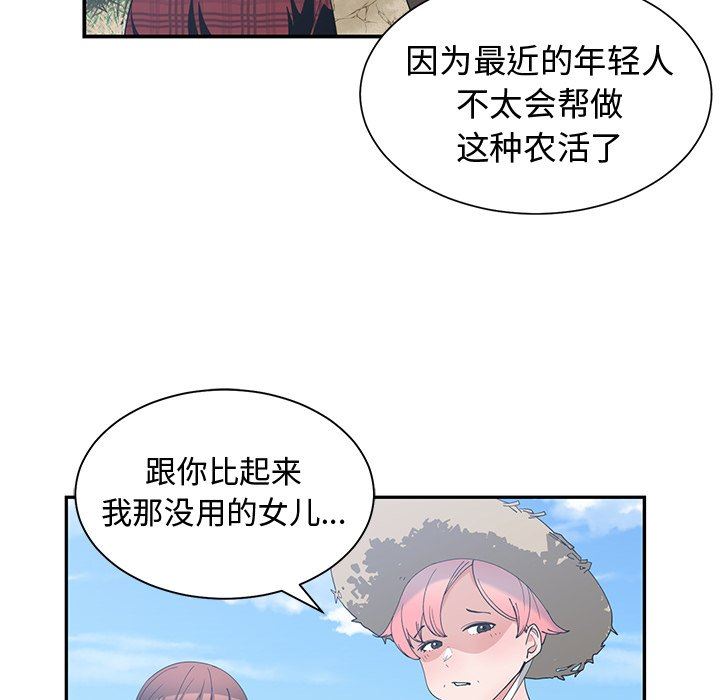 因为最近的年轻人
不太会帮做
这种农活了
跟你比起来
我那没用的女儿...